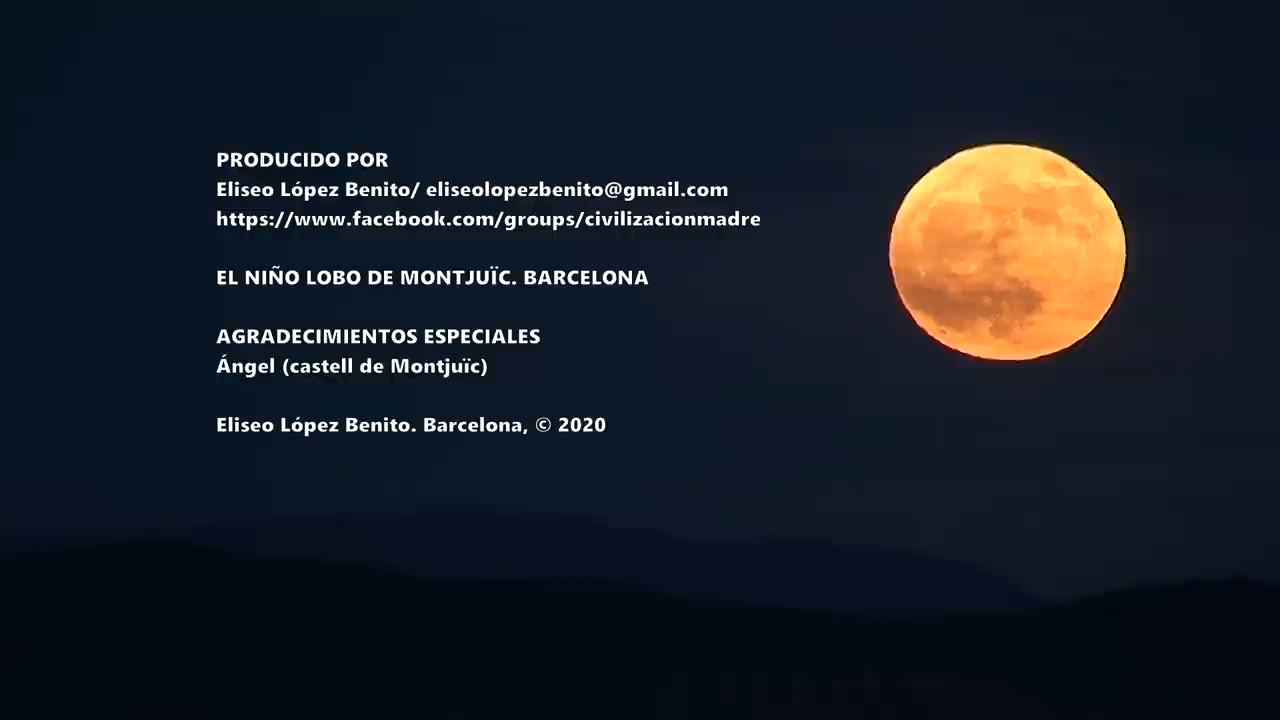 PRODUCIDO POR
Eliseo López Benito/ eliseolopezbenito@gmail.com
https://www.facebook.com/groups/civilizacionmadre
EL NIÑO LOBO DE MONTJUÏC. BARCELONA
AGRADECIMIENTOS ESPECIALES
Ángel (castell de Montjuïc)
Eliseo López Benito. Barcelona, © 2020